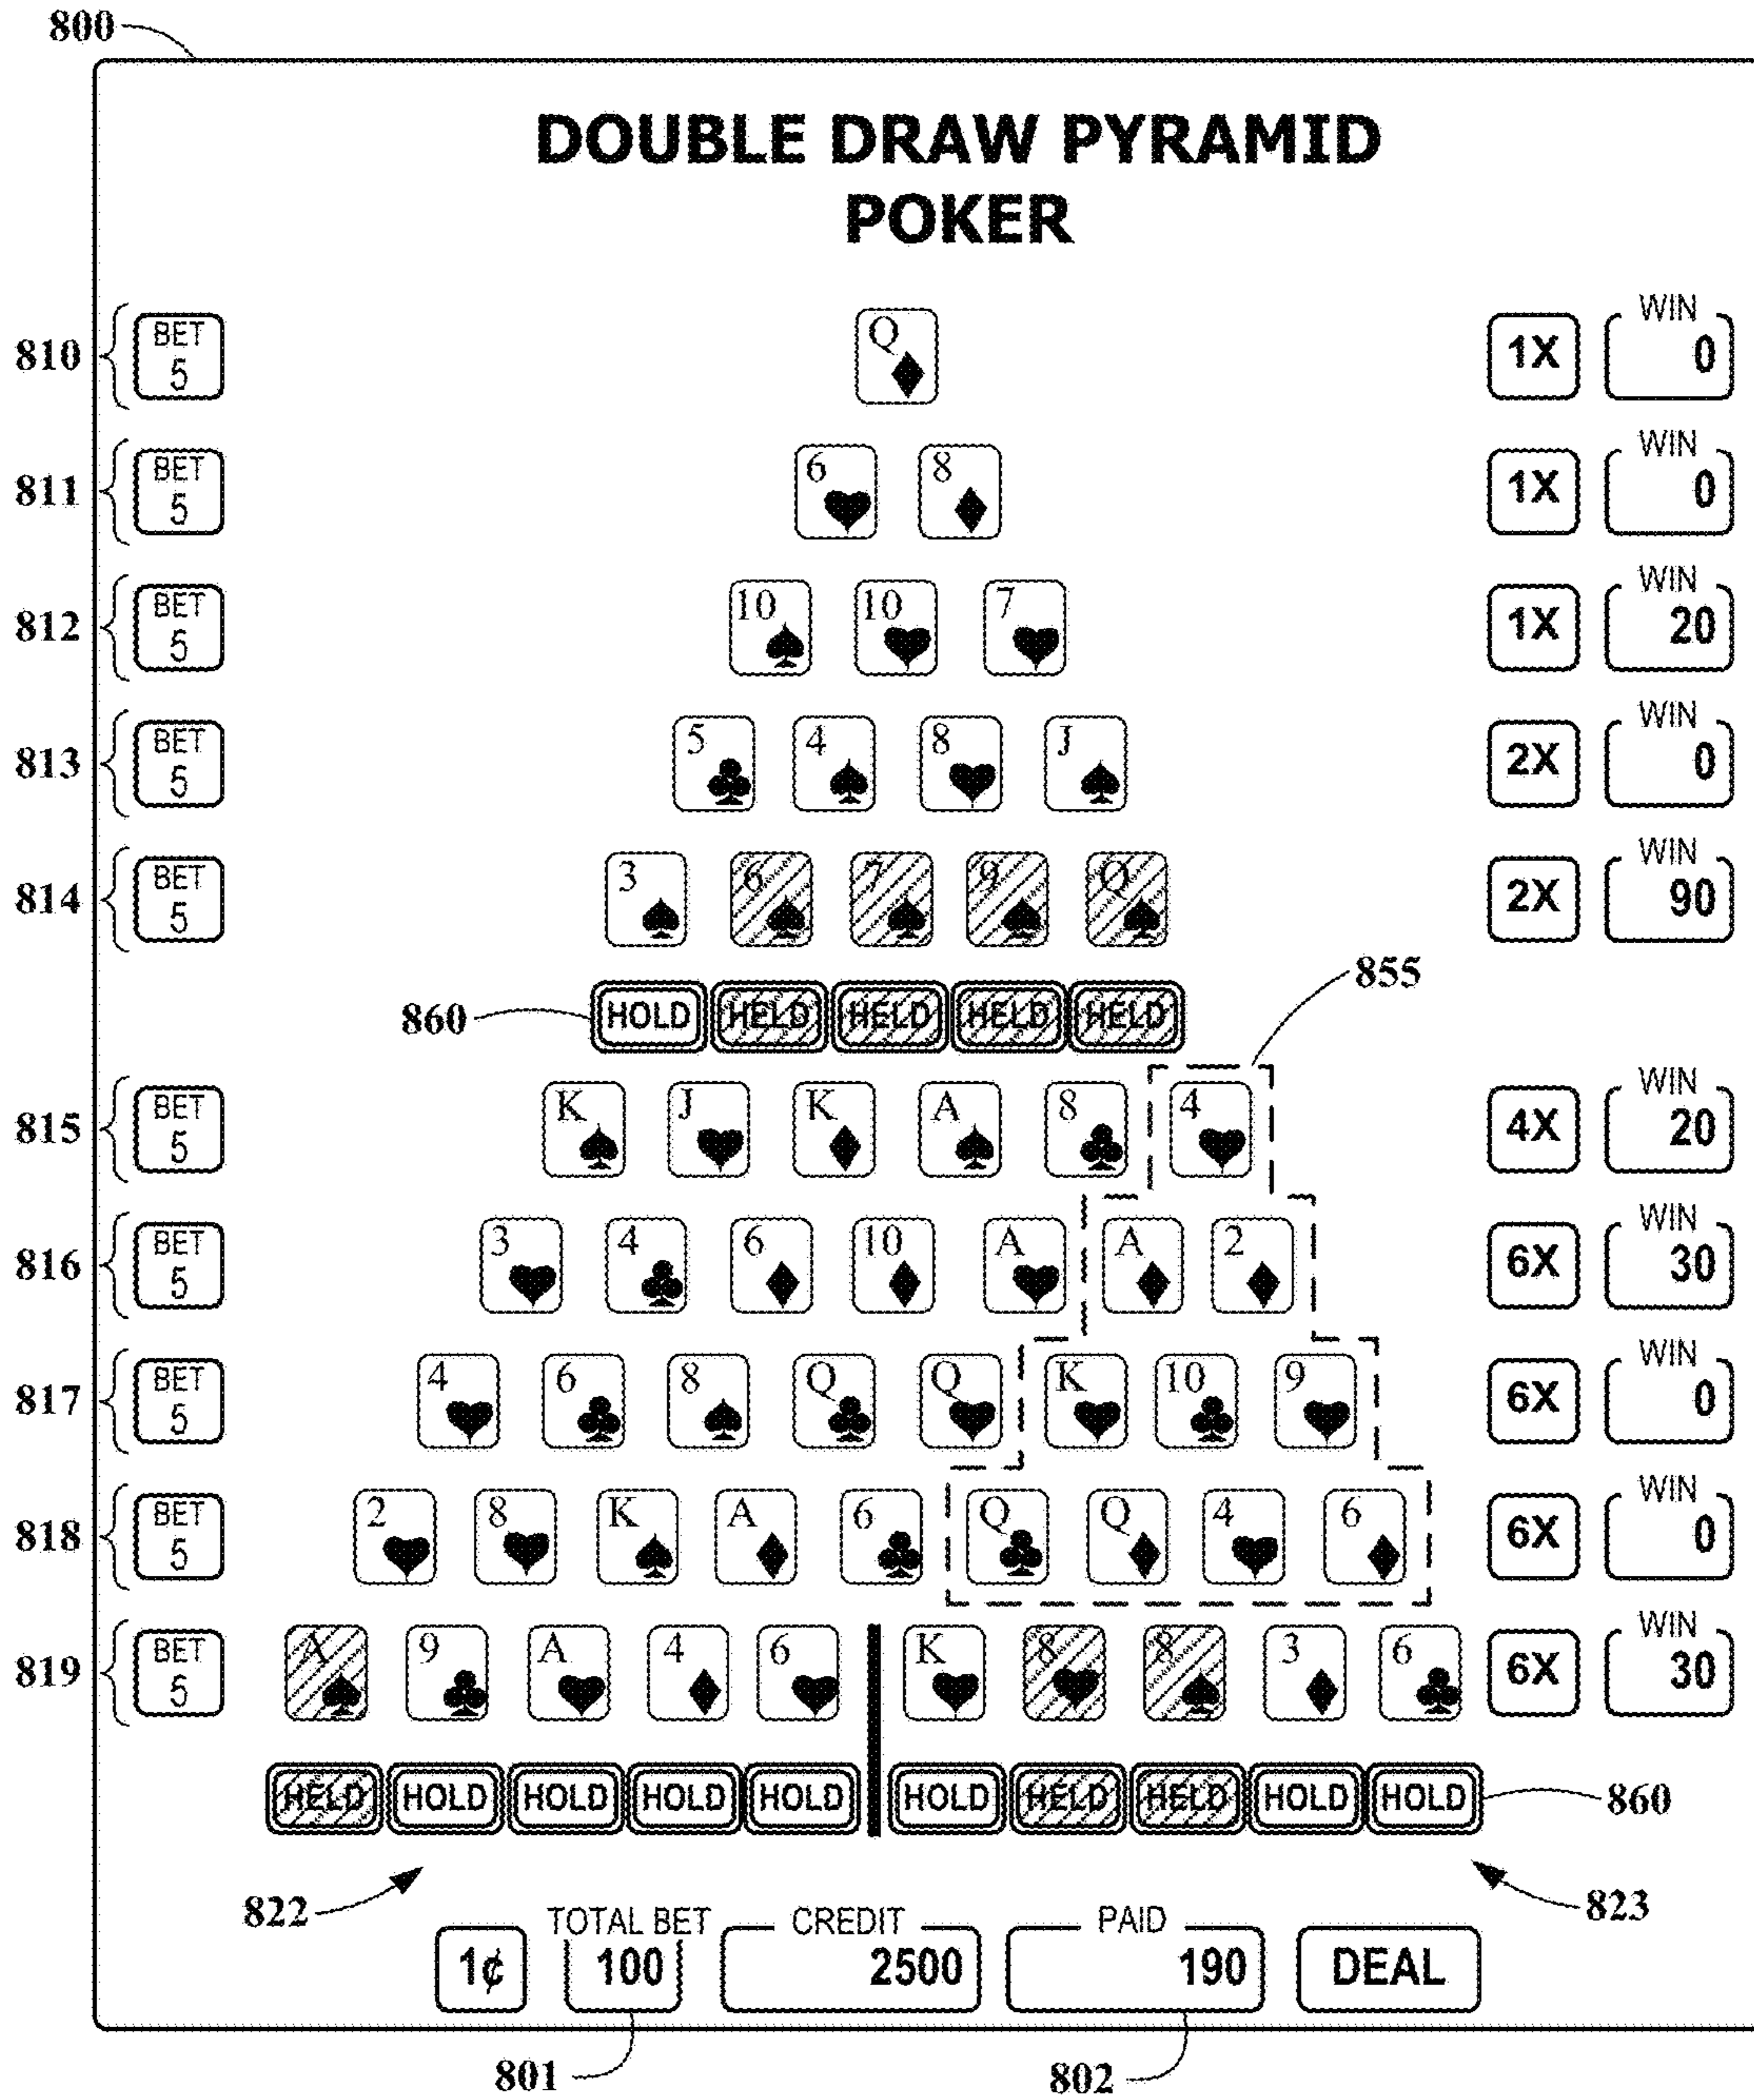 800
DOUBLE DRAW PYRAMID
POKER
810 BET 5 Q 1X WIN 0
811 BET 5 6 8 1X WIN 0
812 BET 5 10 10 7 1X WIN 20
813 BET 5 5 4 8 J 2X WIN 0
814 BET 5 3 6 7 9 Q 2X WIN 90
855
860 HOLD HELD HELD HELD HELD
815 BET 5 K J K A 8 4 4X WIN 20
816 BET 5 3 4 6 10 A A 2 6X WIN 30
817 BET 5 4 6 8 Q Q K 10 9 6X WIN 0
818 BET 5 2 8 K A 6 Q Q 4 6 6X WIN 0
819 BET 5 A 9 A 4 6 K 8 8 3 6 6X WIN 30
HELD HOLD HOLD HOLD HOLD HOLD HELD HELD HOLD HOLD 860
822 823
TOTAL BET CREDIT PAID
1¢ 100 2500 190 DEAL
801 802